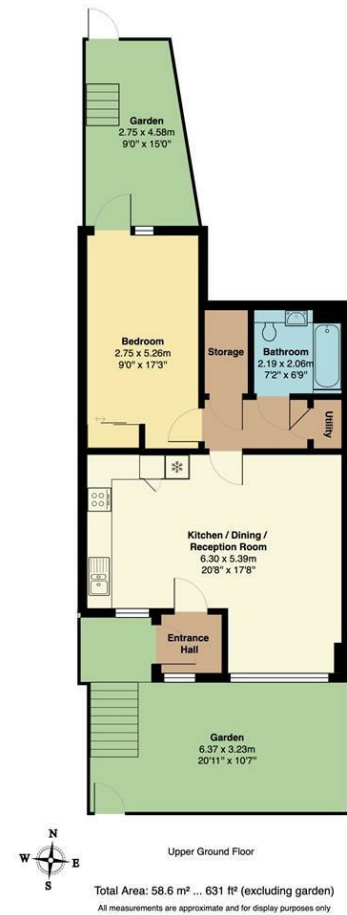 Garden
2.75 x 4.58m
9'0" x 15'0"
Bedroom
2.75 x 5.26m
9'0" x 17'3"
Storage
Bathroom
2.19 x 2.06m
7'2" x 6'9"
Utility
Kitchen / Dining /
Reception Room
6.30 x 5.39m
20'8" x 17'8"
Entrance
Hall
Garden
6.37 x 3.23m
20'11" x 10'7"
N
W
E
S
Upper Ground Floor
Total Area: 58.6 m² ... 631 ft² (excluding garden)
All measurements are approximate and for display purposes only